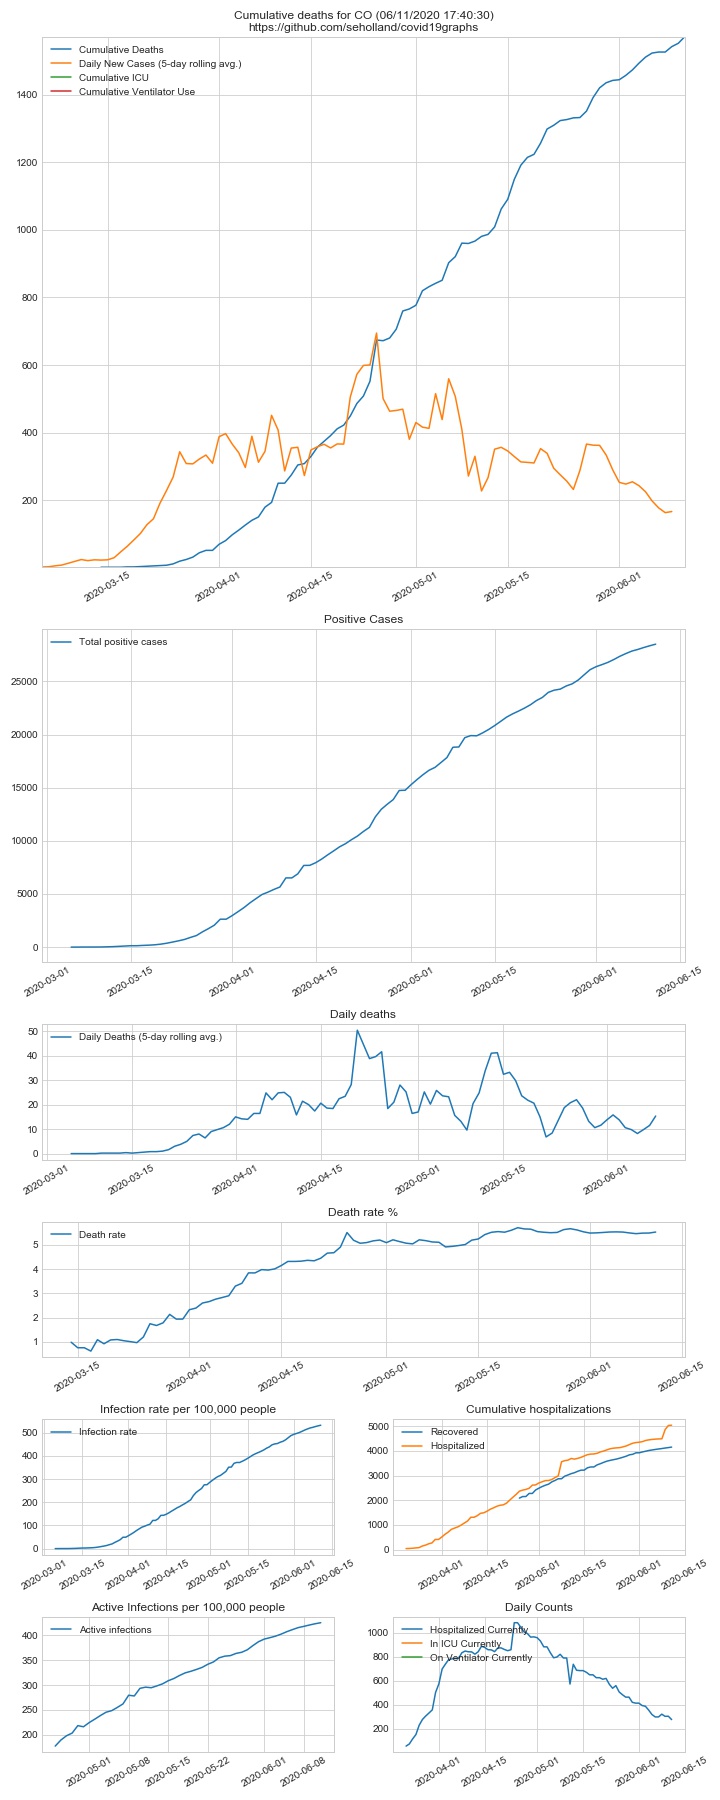 Cumulative deaths for CO (06/11/2020 17:40:30)
https://github.com/seholland/covid19graphs
Cumulative Deaths
Daily New Cases (5-day rolling avg.)
Cumulative ICU
Cumulative Ventilator Use
1400
1200
1000
800
600
400
200
2020-03-15 2020-04-01 2020-04-15 2020-05-01 2020-05-15 2020-06-01
Positive Cases
Total positive cases
25000
20000
15000
10000
5000
0
2020-03-01 2020-03-15 2020-04-01 2020-04-15 2020-05-01 2020-05-15 2020-06-01 2020-06-15
Daily deaths
Daily Deaths (5-day rolling avg.)
50
40
30
20
10
0
2020-03-01 2020-03-15 2020-04-01 2020-04-15 2020-05-01 2020-05-15 2020-06-01
Death rate %
Death rate
5
4
3
2
1
2020-03-15 2020-04-01 2020-04-15 2020-05-01 2020-05-15 2020-06-01 2020-06-15
Infection rate per 100,000 people
Infection rate
500
400
300
200
100
0
2020-03-01 2020-03-15 2020-04-01 2020-04-15 2020-05-01 2020-05-15 2020-06-01 2020-06-15
Cumulative hospitalizations
Recovered
Hospitalized
5000
4000
3000
2000
1000
0
2020-04-01 2020-04-15 2020-05-01 2020-05-15 2020-06-01 2020-06-15
Active Infections per 100,000 people
Active infections
400
350
300
250
200
2020-05-01 2020-05-08 2020-05-15 2020-05-22 2020-06-01 2020-06-08
Daily Counts
Hospitalized Currently
In ICU Currently
On Ventilator Currently
1000
800
600
400
200
2020-04-01 2020-04-15 2020-05-01 2020-05-15 2020-06-01 2020-06-15